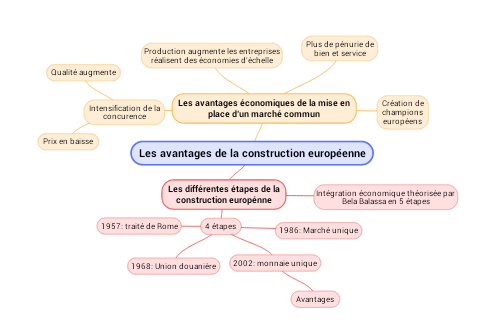 Production augmente les entreprises
réalisent des économies d'échelle
Plus de pénurie de
bien et service
Qualité augmente
Intensification de la
concurence
Prix en baisse
Les avantages économiques de la mise en
place d'un marché commun
Création de
champions
européens
Les avantages de la construction européenne
Les différentes étapes de la
construction europénne
Intégration économique théorisée par
Bela Balassa en 5 étapes
1957: traité de Rome
4 étapes
1986: Marché unique
1968: Union douanière
2002: monnaie unique
Avantages